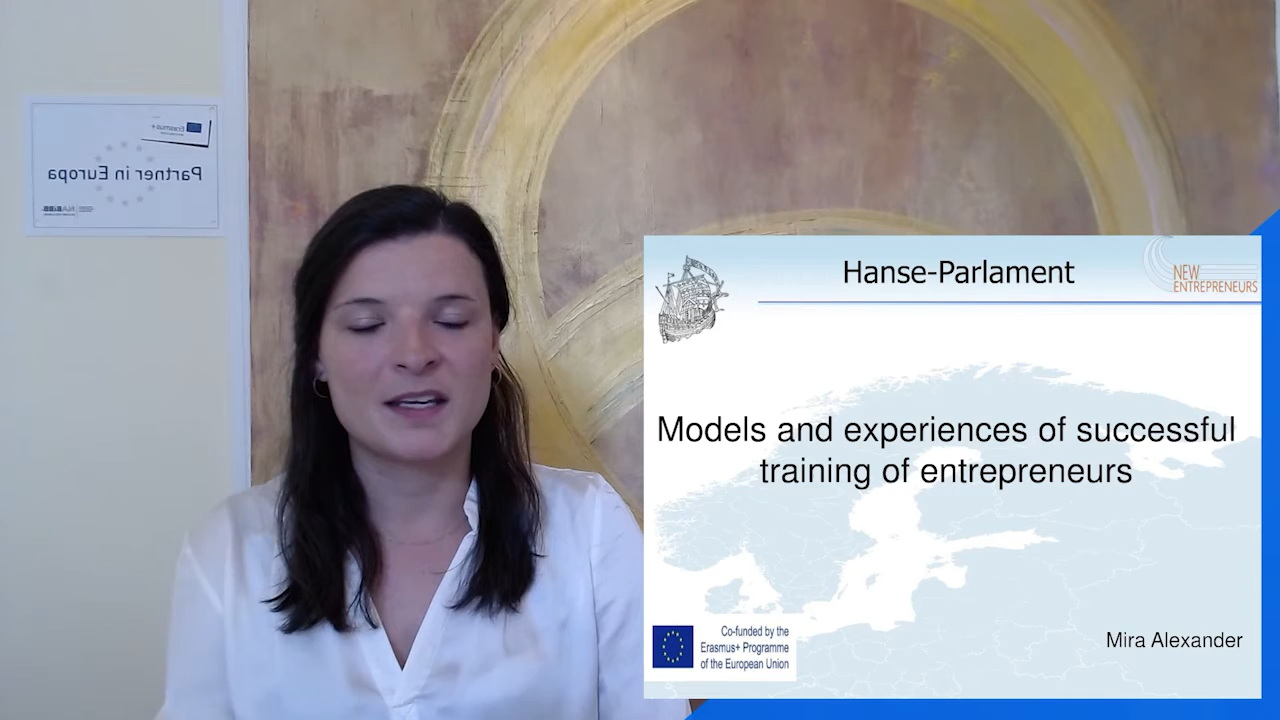 Erasmus+
Partner in Europa
Hanse-Parlament
NEW
ENTREPRENEURS
Models and experiences of successful
training of entrepreneurs
Co-funded by the
Erasmus+ Programme
of the European Union
Mira Alexander